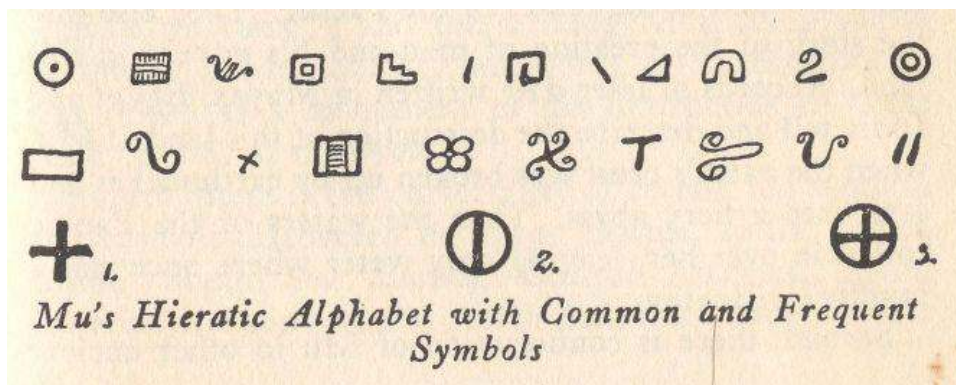 1. 2. 3.
Mu's Hieratic Alphabet with Common and Frequent
Symbols